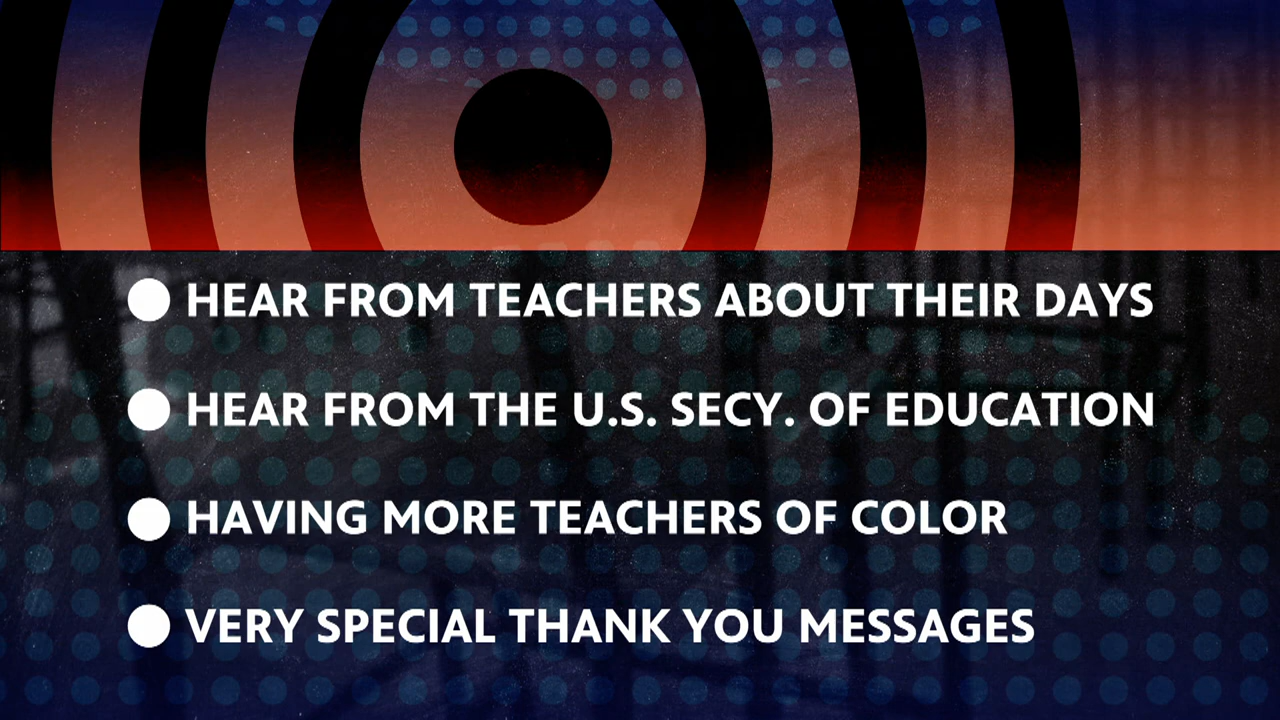 HEAR FROM TEACHERS ABOUT THEIR DAYS
HEAR FROM THE U.S. SECY. OF EDUCATION
HAVING MORE TEACHERS OF COLOR
VERY SPECIAL THANK YOU MESSAGES